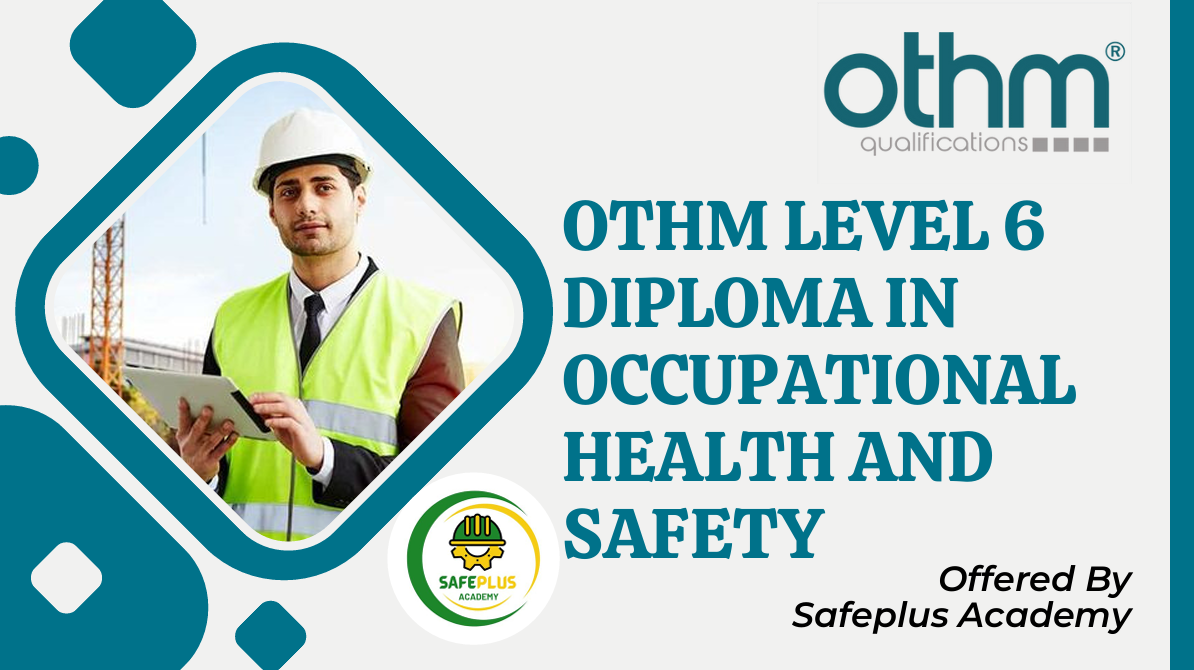 othm®
qualifications
OTHM LEVEL 6
DIPLOMA IN
OCCUPATIONAL
HEALTH AND
SAFETY
SAFEPLUS
ACADEMY
Offered By
Safeplus Academy